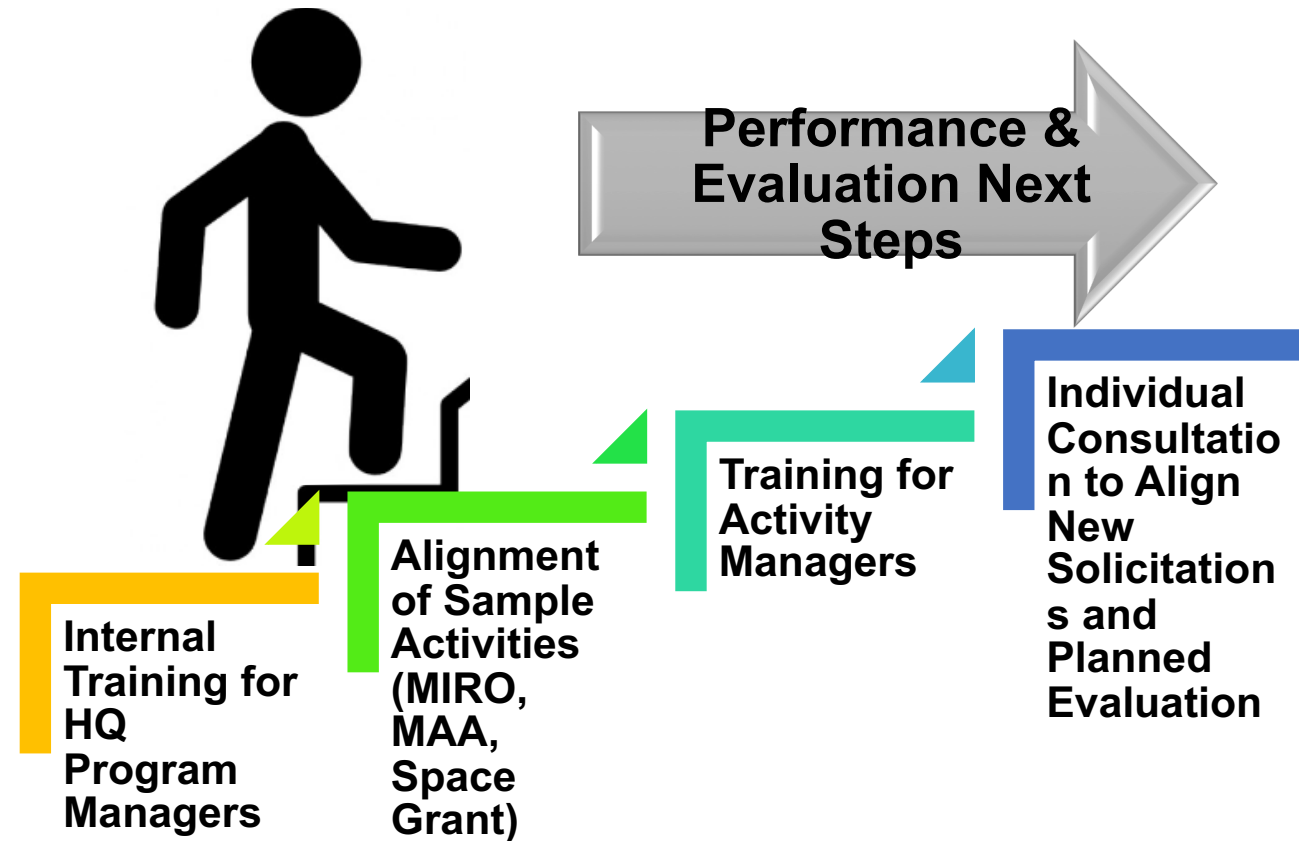 Performance &
Evaluation Next
Steps
Internal
Training for
HQ
Program
Managers
Alignment
of Sample
Activities
(MIRO,
MAA,
Space
Grant)
Training for
Activity
Managers
Individual
Consultatio
n to Align
New
Solicitation
s and
Planned
Evaluation